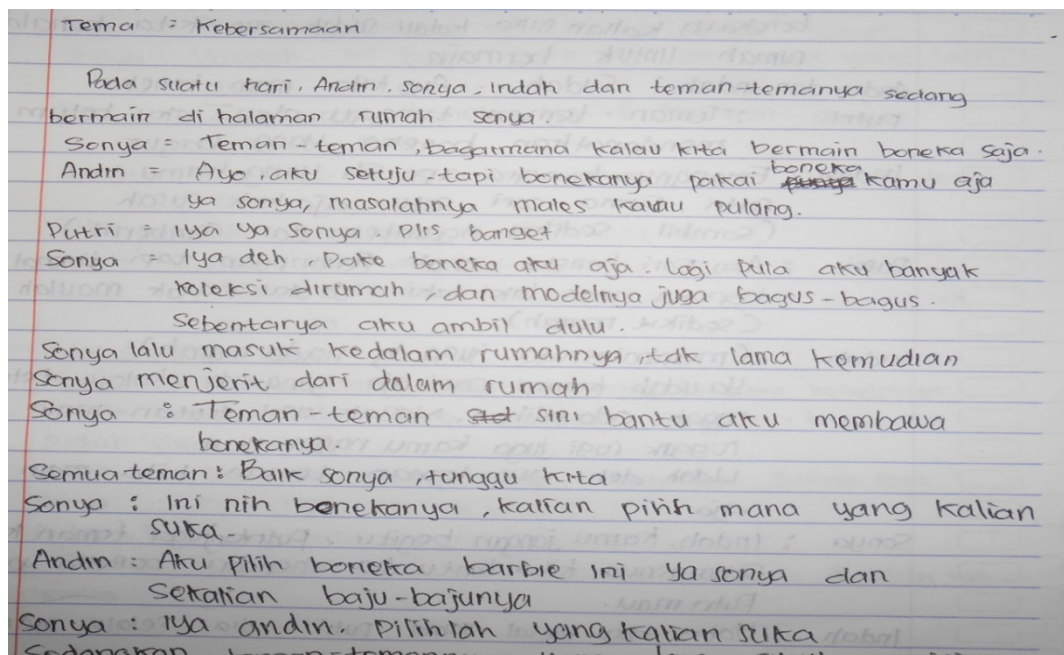 Tema : Kebersamaan
Pada suatu hari, Andin, sonya, indah dan teman-temanya sedang
bermain di halaman rumah sonya.
Sonya : Teman-teman, bagaimana kalau kita bermain boneka saja.
Andin : Ayo, aku setuju, tapi bonekanya pakai boneka kamu aja
ya sonya, masalahnya males kalau pulang.
Putri : iya ya Sonya. Plis banget
Sonya : Iya deh pake boneka aku aja lagi pula aku banyak
koleksi dirumah, dan modelnya juga bagus-bagus.
Sebentarya aku ambil dulu.
Sonya lalu masuk kedalam rumahnya, tdk lama kemudian
Sonya menjerit dari dalam rumah
Sonya : Teman-teman sini bantu aku membawa
bonekanya.
Semua teman : Baik sonya, tunggu kita
Sonya : Ini nih bonekanya, kalian pilih mana yang kalian
suka.
Andin : Aku pilih boneka barbie ini ya sonya dan
sekalian baju-bajunya
Sonya : iya andin. Pilihlah yang kalian suka